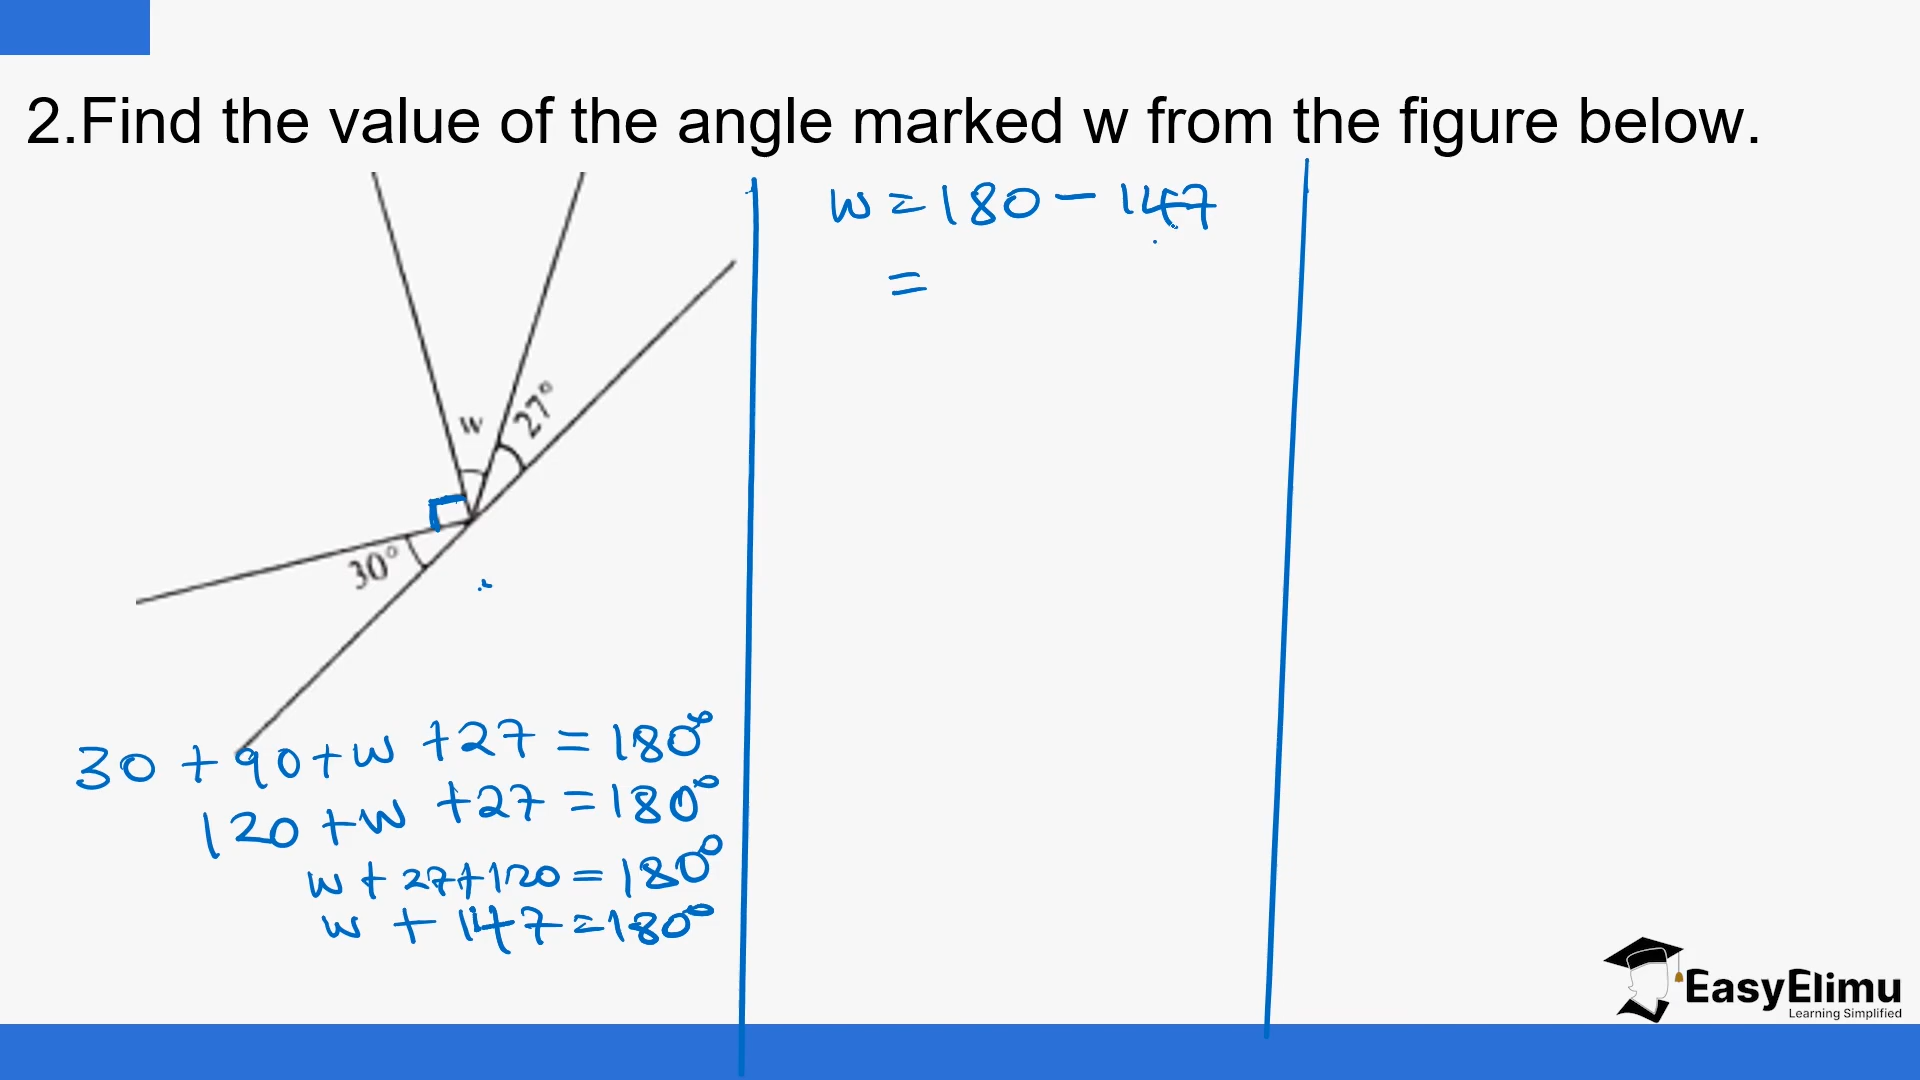 2.Find the value of the angle marked w from the figure below.
w
27°
30°
30 + 90 + w + 27 = 180°
120 + w + 27 = 180°
w + 27 + 120 = 180°
w + 147 = 180°
w = 180 - 147
=
EasyElimu
Learning Simplified